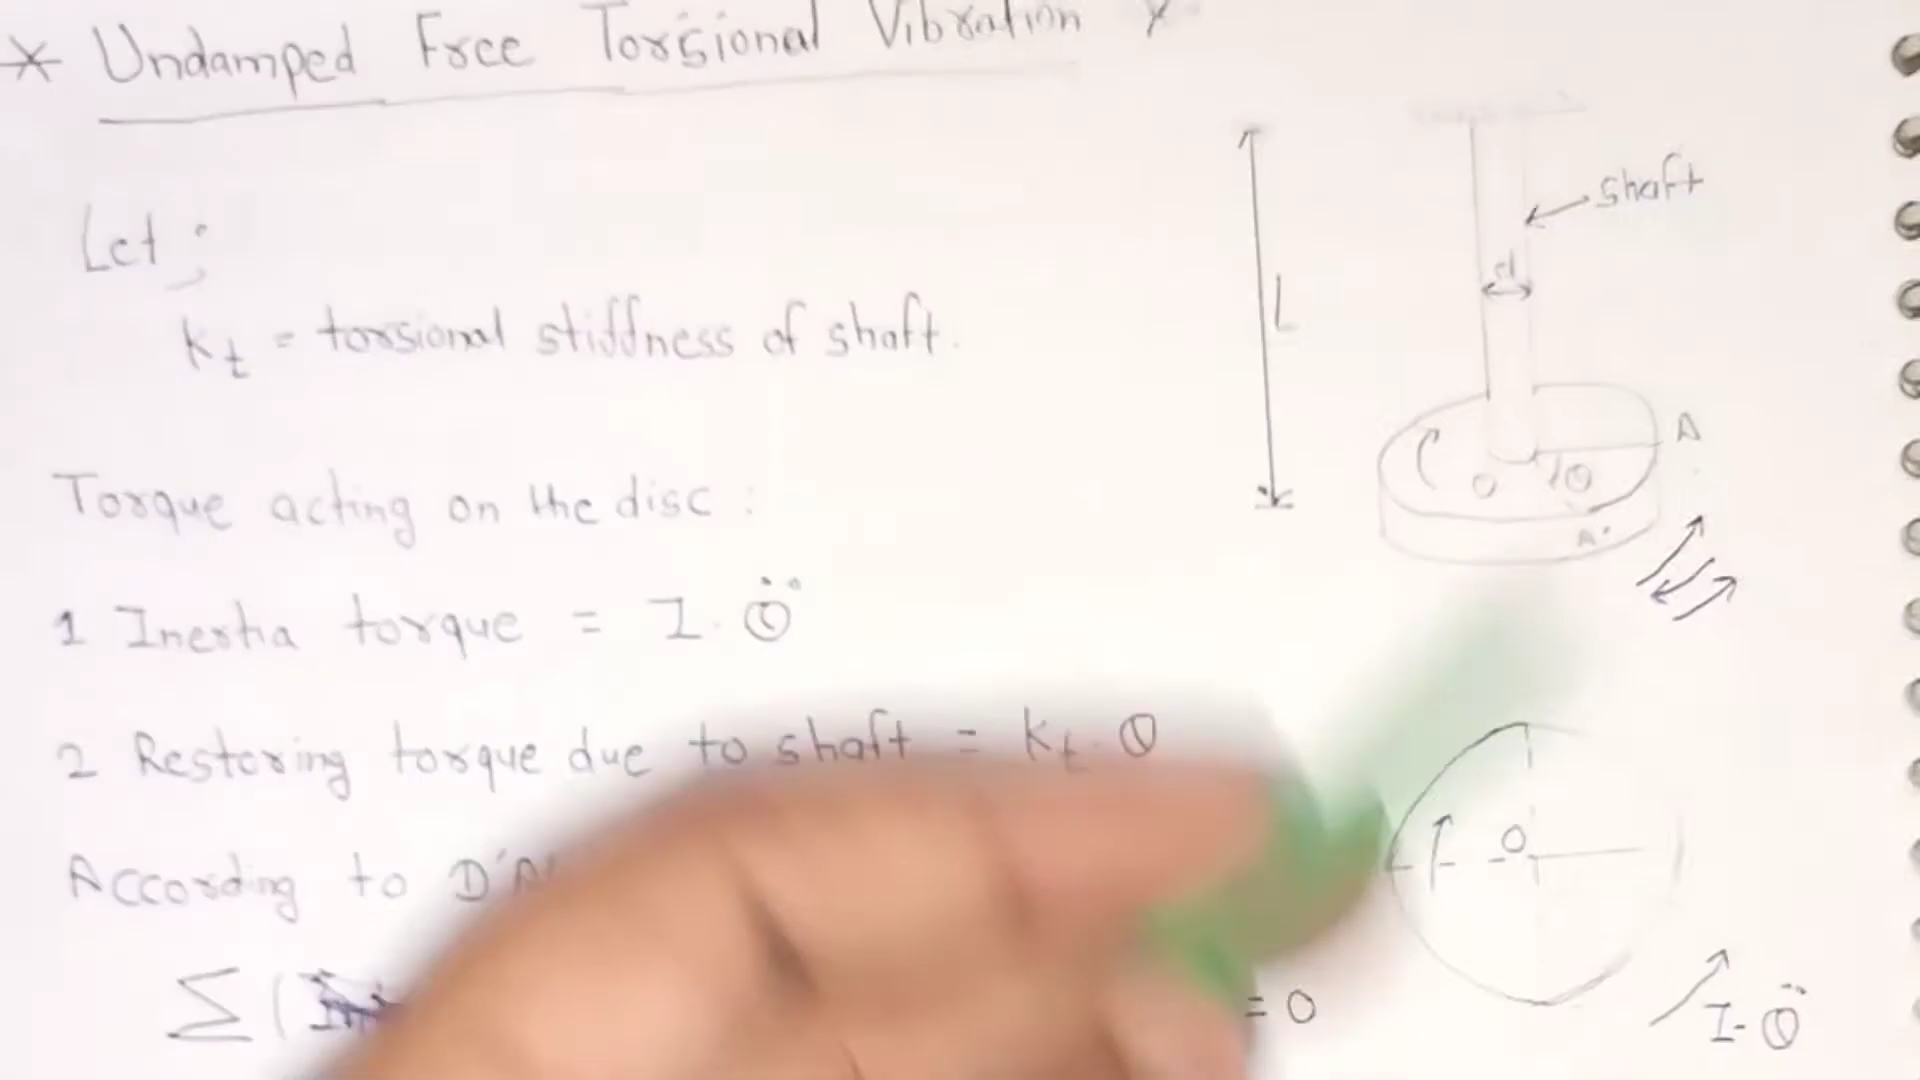 * Undamped Free Torsional Vibration *
Let :
Kt = torsional stiffness of shaft.
Torque acting on the disc :
1 Inertia torque = I. θ̈
2 Restoring torque due to shaft = Kt. θ
According to
Σ (
= 0
L
d
shaft
A
O
θ
A'
O
I. θ̈